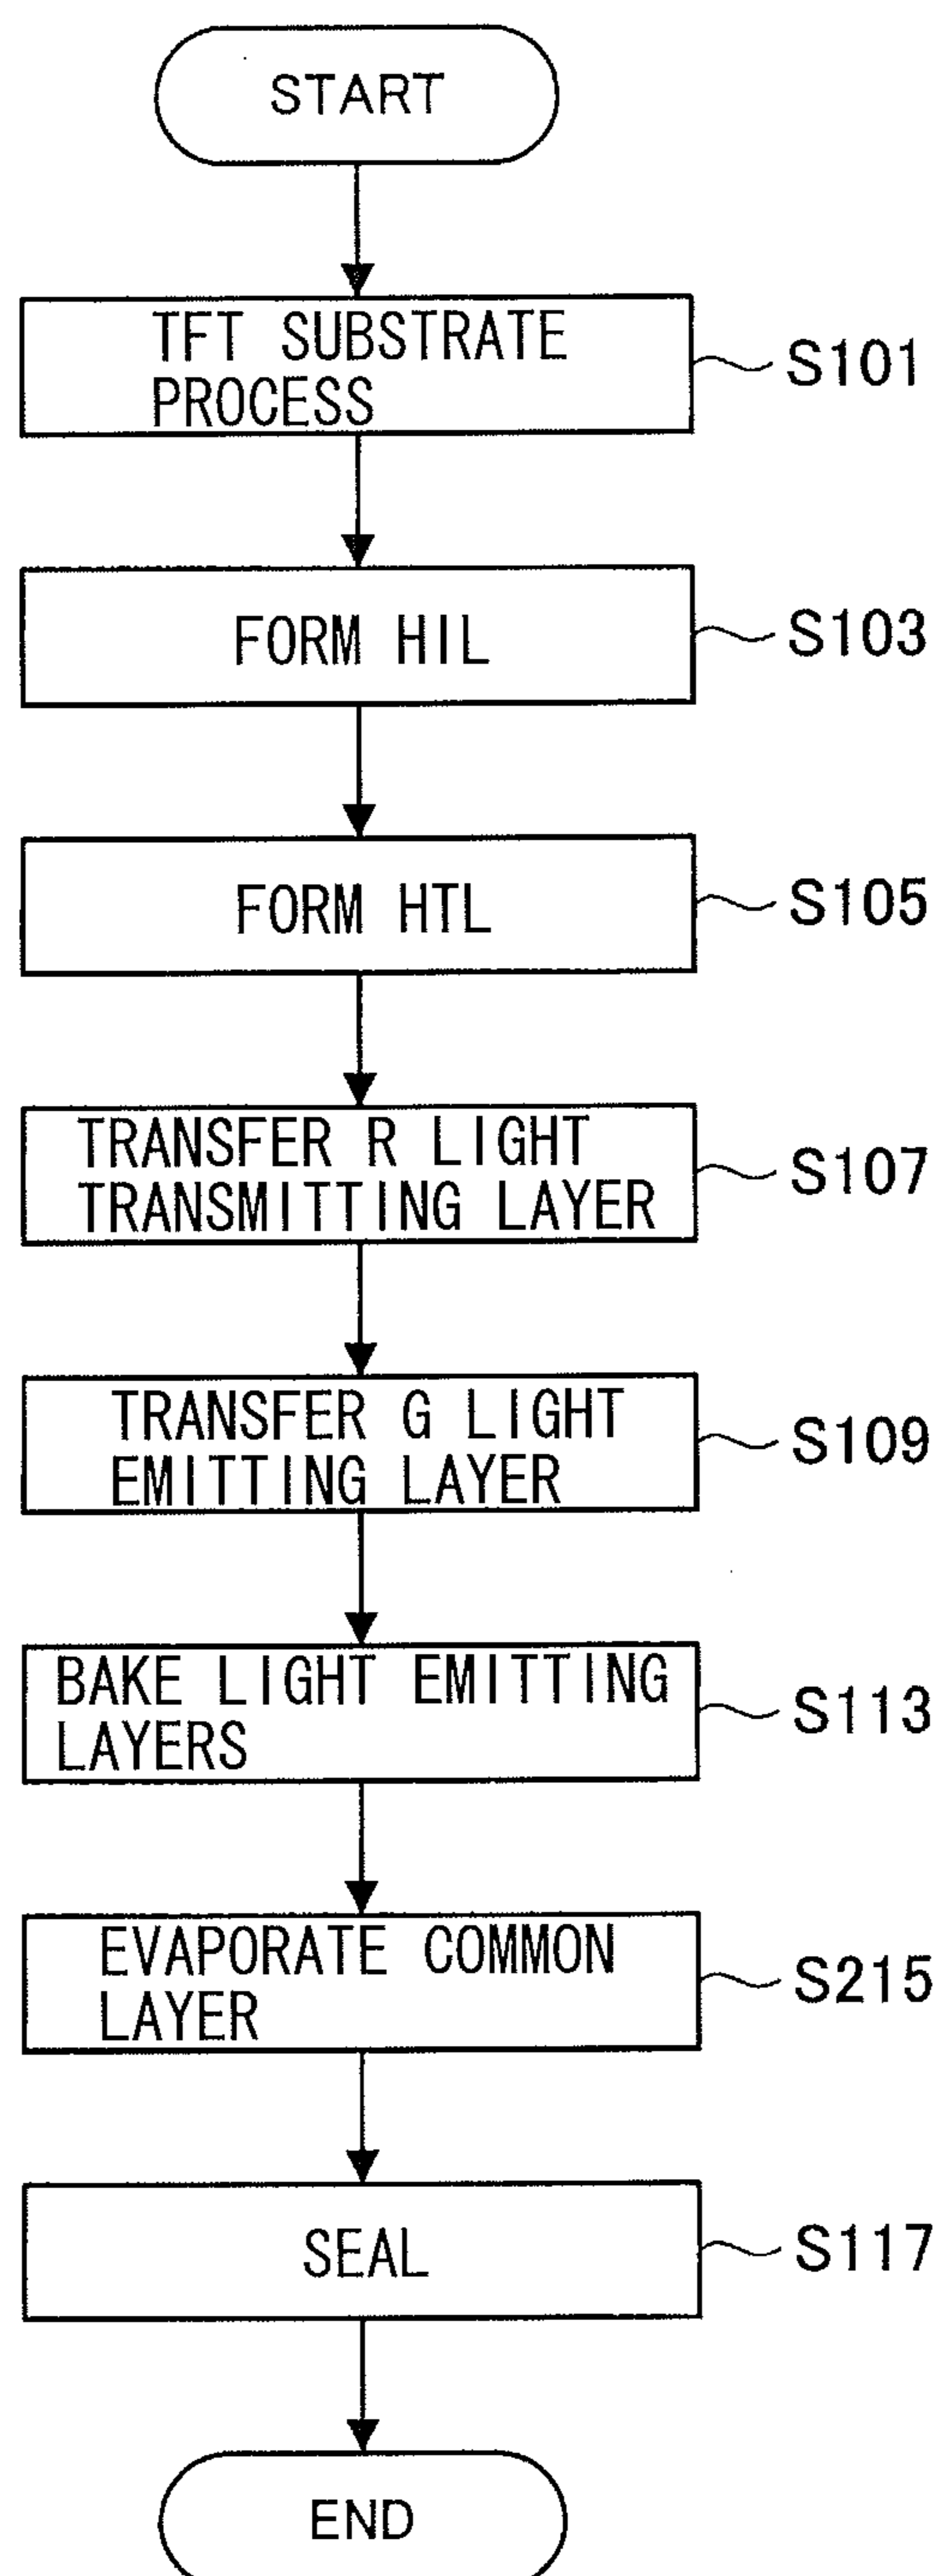 START
TFT SUBSTRATE
PROCESS
S101
FORM HIL
S103
FORM HTL
S105
TRANSFER R LIGHT
TRANSMITTING LAYER
S107
TRANSFER G LIGHT
EMITTING LAYER
S109
BAKE LIGHT EMITTING
LAYERS
S113
EVAPORATE COMMON
LAYER
S215
SEAL
S117
END